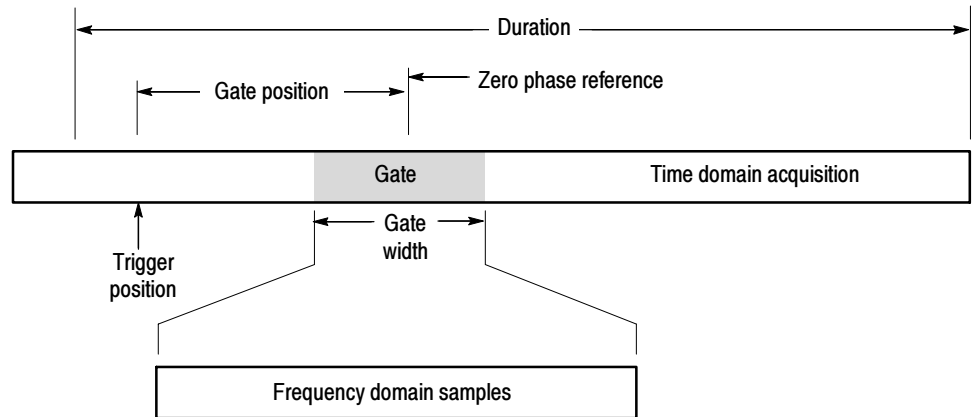 Duration
Zero phase reference
Gate position
Gate
Time domain acquisition
Gate
width
Trigger
position
Frequency domain samples